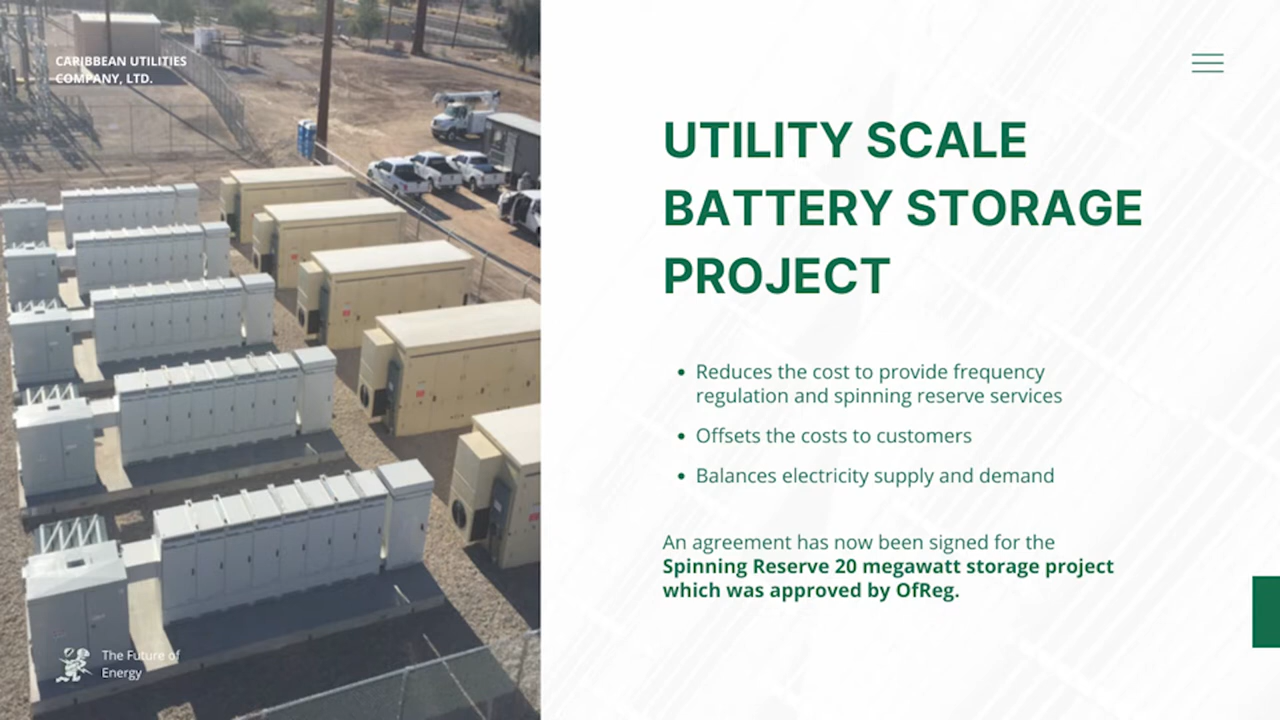 CARIBBEAN UTILITIES
COMPANY, LTD.
UTILITY SCALE
BATTERY STORAGE
PROJECT
• Reduces the cost to provide frequency
regulation and spinning reserve services
• Offsets the costs to customers
• Balances electricity supply and demand
An agreement has now been signed for the
Spinning Reserve 20 megawatt storage project
which was approved by OfReg.
The Future of
Energy